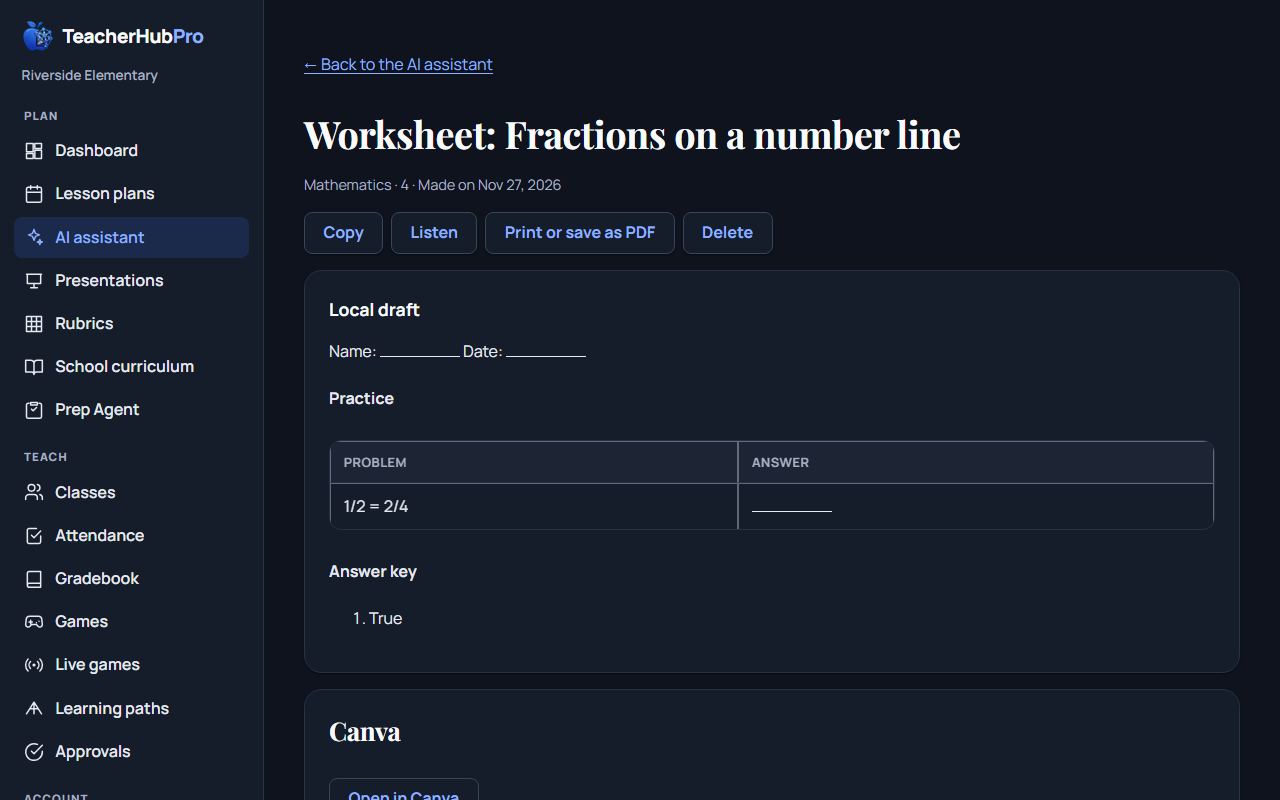 TeacherHubPro
Riverside Elementary
PLAN
Dashboard
Lesson plans
AI assistant
Presentations
Rubrics
School curriculum
Prep Agent
TEACH
Classes
Attendance
Gradebook
Games
Live games
Learning paths
Approvals
ACCOUNT
← Back to the AI assistant
Worksheet: Fractions on a number line
Mathematics · 4 · Made on Nov 27, 2026
Copy Listen Print or save as PDF Delete
Local draft
Name: __________ Date: __________
Practice
PROBLEM ANSWER
1/2 = 2/4 __________
Answer key
1. True
Canva
Open in Canva